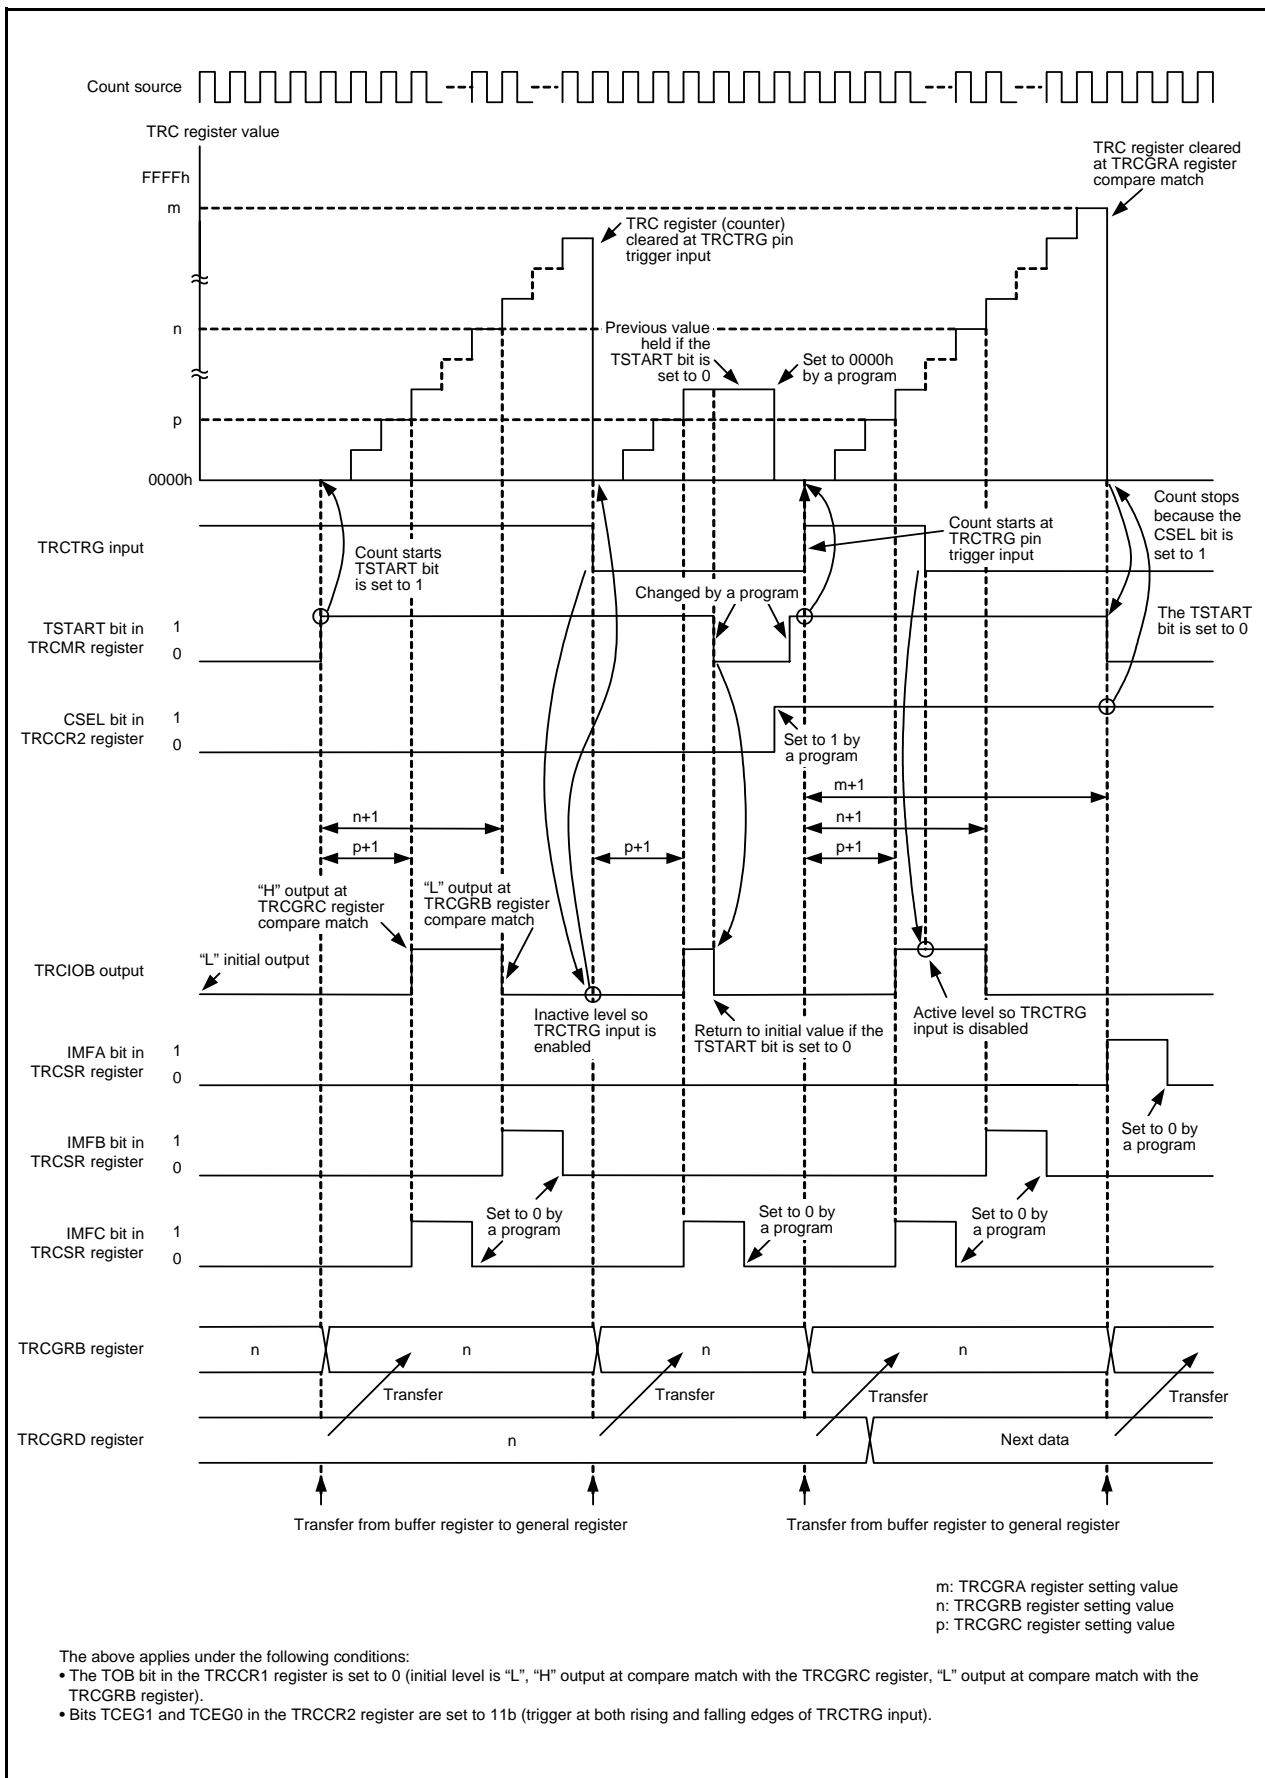 Count source
TRC register value
FFFFh
m
n
p
0000h
TRC register cleared
at TRCGRA register
compare match
TRC register (counter)
cleared at TRCTRG pin
trigger input
Previous value
held if the
TSTART bit is
set to 0
Set to 0000h
by a program
TRCTRG input
Count starts
TSTART bit
is set to 1
Count starts at
TRCTRG pin
trigger input
Count stops
because the
CSEL bit is
set to 1
Changed by a program
TSTART bit in
TRCMR register
1
0
The TSTART
bit is set to 0
CSEL bit in
TRCCR2 register
1
0
Set to 1 by
a program
m+1
n+1
n+1
p+1
p+1
p+1
“H” output at
TRCGRC register
compare match
“L” output at
TRCGRB register
compare match
TRCIOB output
“L” initial output
Inactive level so
TRCTRG input is
enabled
Return to initial value if the
TSTART bit is set to 0
Active level so TRCTRG
input is disabled
IMFA bit in
TRCSR register
1
0
Set to 0 by
a program
IMFB bit in
TRCSR register
1
0
Set to 0 by
a program
Set to 0 by
a program
Set to 0 by
a program
IMFC bit in
TRCSR register
1
0
TRCGRB register
n
n
n
n
Transfer
Transfer
Transfer
Transfer
TRCGRD register
n
Next data
Transfer from buffer register to general register
Transfer from buffer register to general register
m: TRCGRA register setting value
n: TRCGRB register setting value
p: TRCGRC register setting value
The above applies under the following conditions:
• The TOB bit in the TRCCR1 register is set to 0 (initial level is “L”, “H” output at compare match with the TRCGRC register, “L” output at compare match with the
TRCGRB register).
• Bits TCEG1 and TCEG0 in the TRCCR2 register are set to 11b (trigger at both rising and falling edges of TRCTRG input).